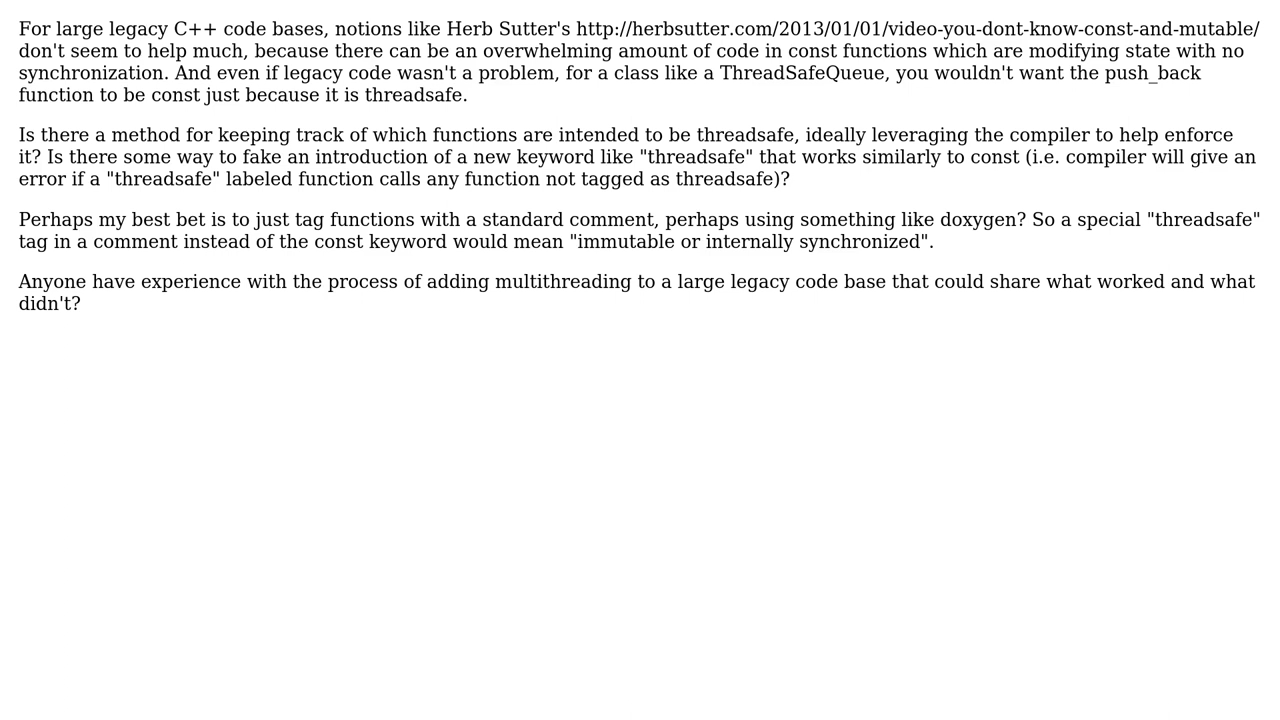 For large legacy C++ code bases, notions like Herb Sutter's http://herbsutter.com/2013/01/01/video-you-dont-know-const-and-mutable/
don't seem to help much, because there can be an overwhelming amount of code in const functions which are modifying state with no
synchronization. And even if legacy code wasn't a problem, for a class like a ThreadSafeQueue, you wouldn't want the push_back
function to be const just because it is threadsafe.
Is there a method for keeping track of which functions are intended to be threadsafe, ideally leveraging the compiler to help enforce
it? Is there some way to fake an introduction of a new keyword like "threadsafe" that works similarly to const (i.e. compiler will give an
error if a "threadsafe" labeled function calls any function not tagged as threadsafe)?
Perhaps my best bet is to just tag functions with a standard comment, perhaps using something like doxygen? So a special "threadsafe"
tag in a comment instead of the const keyword would mean "immutable or internally synchronized".
Anyone have experience with the process of adding multithreading to a large legacy code base that could share what worked and what
didn't?